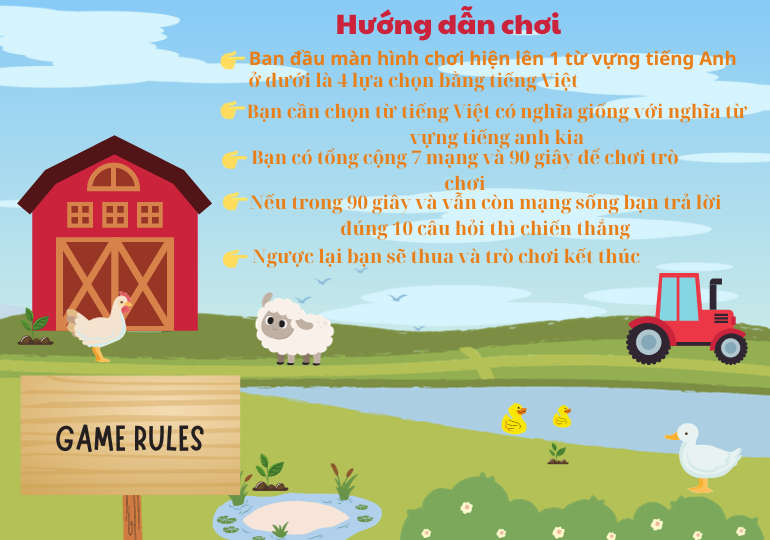 Hướng dẫn chơi
Ban đầu màn hình chơi hiện lên 1 từ vựng tiếng Anh
ở dưới là 4 lựa chọn bằng tiếng Việt
Bạn cần chọn từ tiếng Việt có nghĩa giống với nghĩa từ
vựng tiếng anh kia
Bạn có tổng cộng 7 mạng và 90 giây để chơi trò
chơi
Nếu trong 90 giây và vẫn còn mạng sống bạn trả lời
đúng 10 câu hỏi thì chiến thắng
Ngược lại bạn sẽ thua và trò chơi kết thúc
GAME RULES